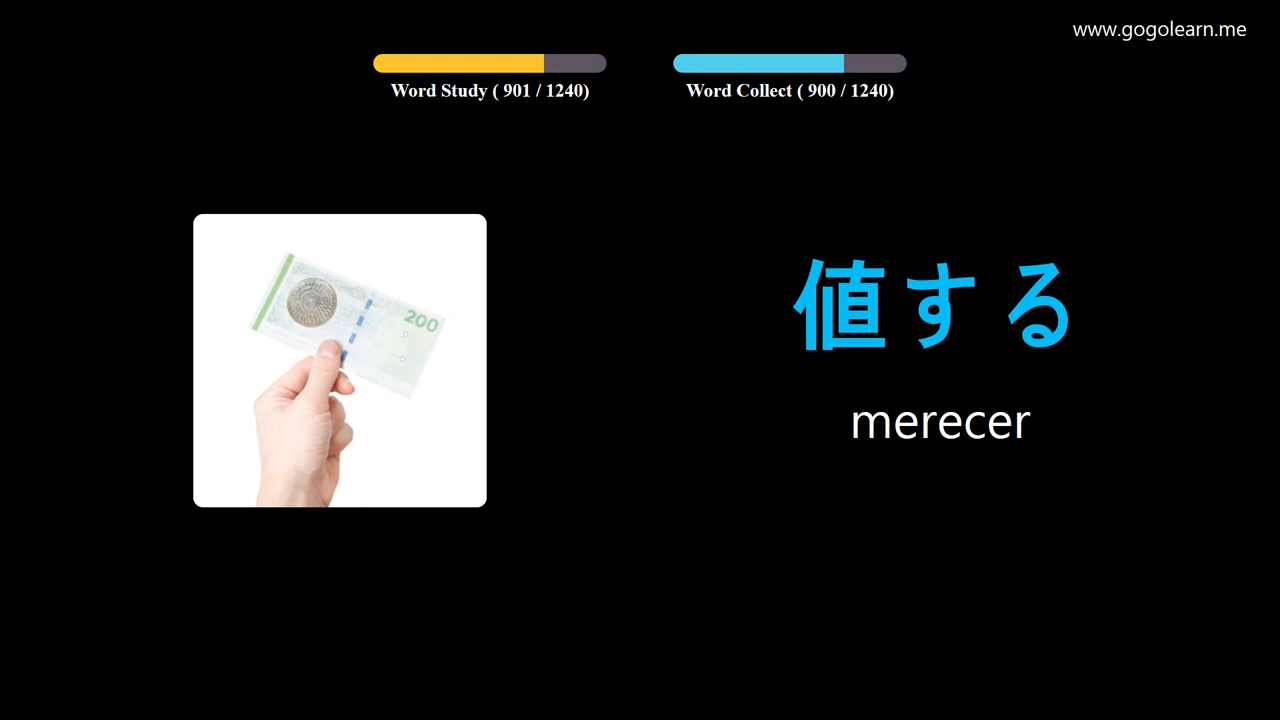 www.gogolearn.me
Word Study ( 901 / 1240)
Word Collect ( 900 / 1240)
200
値する
merecer